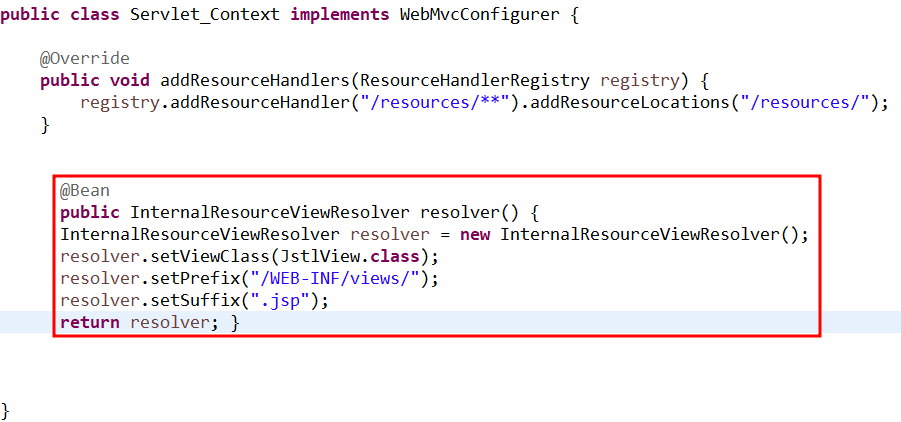 public class Servlet_Context implements WebMvcConfigurer {
@Override
public void addResourceHandlers(ResourceHandlerRegistry registry) {
registry.addResourceHandler("/resources/**").addResourceLocations("/resources/");
}
@Bean
public InternalResourceViewResolver resolver() {
InternalResourceViewResolver resolver = new InternalResourceViewResolver();
resolver.setViewClass(JstlView.class);
resolver.setPrefix("/WEB-INF/views/");
resolver.setSuffix(".jsp");
return resolver; }
}